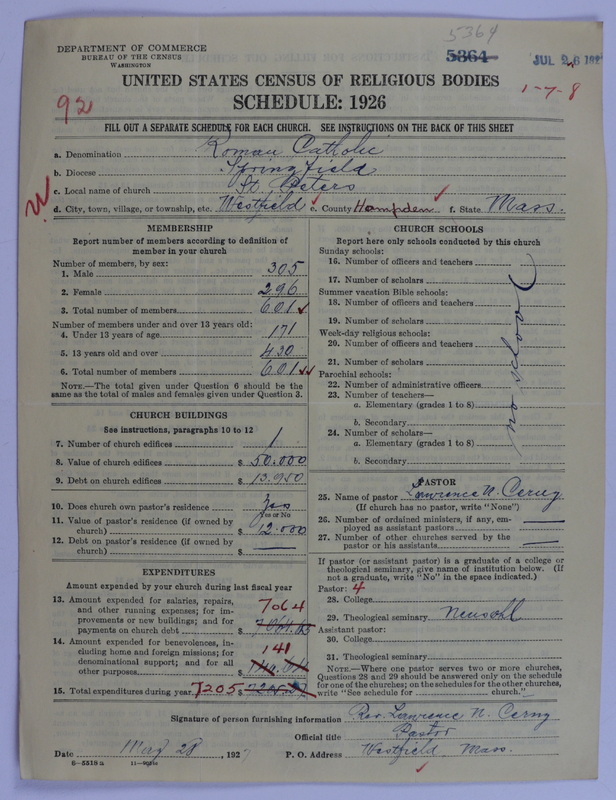 5364
DEPARTMENT OF COMMERCE
BUREAU OF THE CENSUS
WASHINGTON
5364
JUL 26 192
UNITED STATES CENSUS OF RELIGIOUS BODIES
1-7-8
92
SCHEDULE: 1926
FILL OUT A SEPARATE SCHEDULE FOR EACH CHURCH. SEE INSTRUCTIONS ON THE BACK OF THIS SHEET
a. Denomination Roman Catholic
b. Diocese Springfield
c. Local name of church St. Peters
d. City, town, village, or township, etc. Westfield e. County Hampden f. State Mass.
MEMBERSHIP
Report number of members according to definition of member in your church
Number of members, by sex:
1. Male 305
2. Female 296
3. Total number of members 601
Number of members under and over 13 years old:
4. Under 13 years of age 171
5. 13 years old and over 430
6. Total number of members 601
NOTE.—The total given under Question 6 should be the same as the total of males and females given under Question 3.
CHURCH BUILDINGS
See instructions, paragraphs 10 to 12
7. Number of church edifices 1
8. Value of church edifices $ 50.000
9. Debt on church edifices $ 13.950
10. Does church own pastor's residence Yes
Yes or No
11. Value of pastor's residence (if owned by church) $ 12.000
12. Debt on pastor's residence (if owned by church) $ —
EXPENDITURES
Amount expended by your church during last fiscal year
13. Amount expended for salaries, repairs, and other running expenses; for improvements or new buildings; and for payments on church debt $ 7064
14. Amount expended for benevolences, including home and foreign missions; for denominational support; and for all other purposes $ 141
15. Total expenditures during year 7205 $
CHURCH SCHOOLS
Report here only schools conducted by this church
Sunday schools:
16. Number of officers and teachers
17. Number of scholars
Summer vacation Bible schools:
18. Number of officers and teachers
19. Number of scholars
Week-day religious schools:
20. Number of officers and teachers
21. Number of scholars
Parochial schools:
22. Number of administrative officers
23. Number of teachers—
a. Elementary (grades 1 to 8)
b. Secondary
24. Number of scholars—
a. Elementary (grades 1 to 8)
b. Secondary
no school
PASTOR
25. Name of pastor Lawrence N. Cerny
(If church has no pastor, write "None")
26. Number of ordained ministers, if any, employed as assistant pastors —
27. Number of other churches served by the pastor or his assistants —
If pastor (or assistant pastor) is a graduate of a college or theological seminary, give name of institution below. (If not a graduate, write "No" in the space indicated.)
Pastor: 4
28. College
29. Theological seminary
Assistant pastor:
30. College
31. Theological seminary
NOTE.—Where one pastor serves two or more churches, Questions 28 and 29 should be answered only on the schedule for one of the churches; on the schedules for the other churches, write "See schedule for church."
Signature of person furnishing information Rev. Lawrence N. Cerny
Official title Pastor
Date May 28, 1927 P. O. Address Westfield Mass.
8-5518a